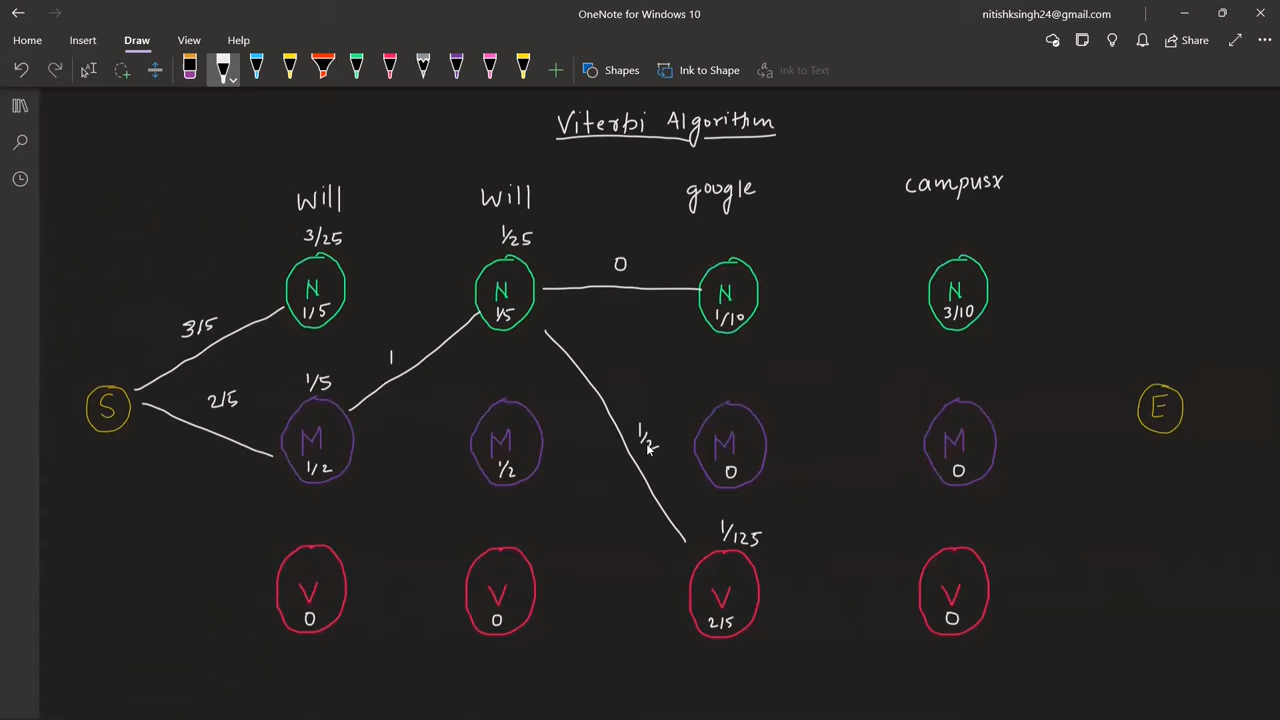 OneNote for Windows 10
nitishksingh24@gmail.com
Home Insert Draw View Help
Share
Shapes Ink to Shape Ink to Text
Viterbi Algorithm
Will Will google campusx
3/25 1/25
0
N N N N
1/5 1/5 1/10 3/10
3/5
1
1/5
2/5
S E
1/2
M M M M
1/2 1/2 0 0
1/125
V V V V
0 0 2/5 0